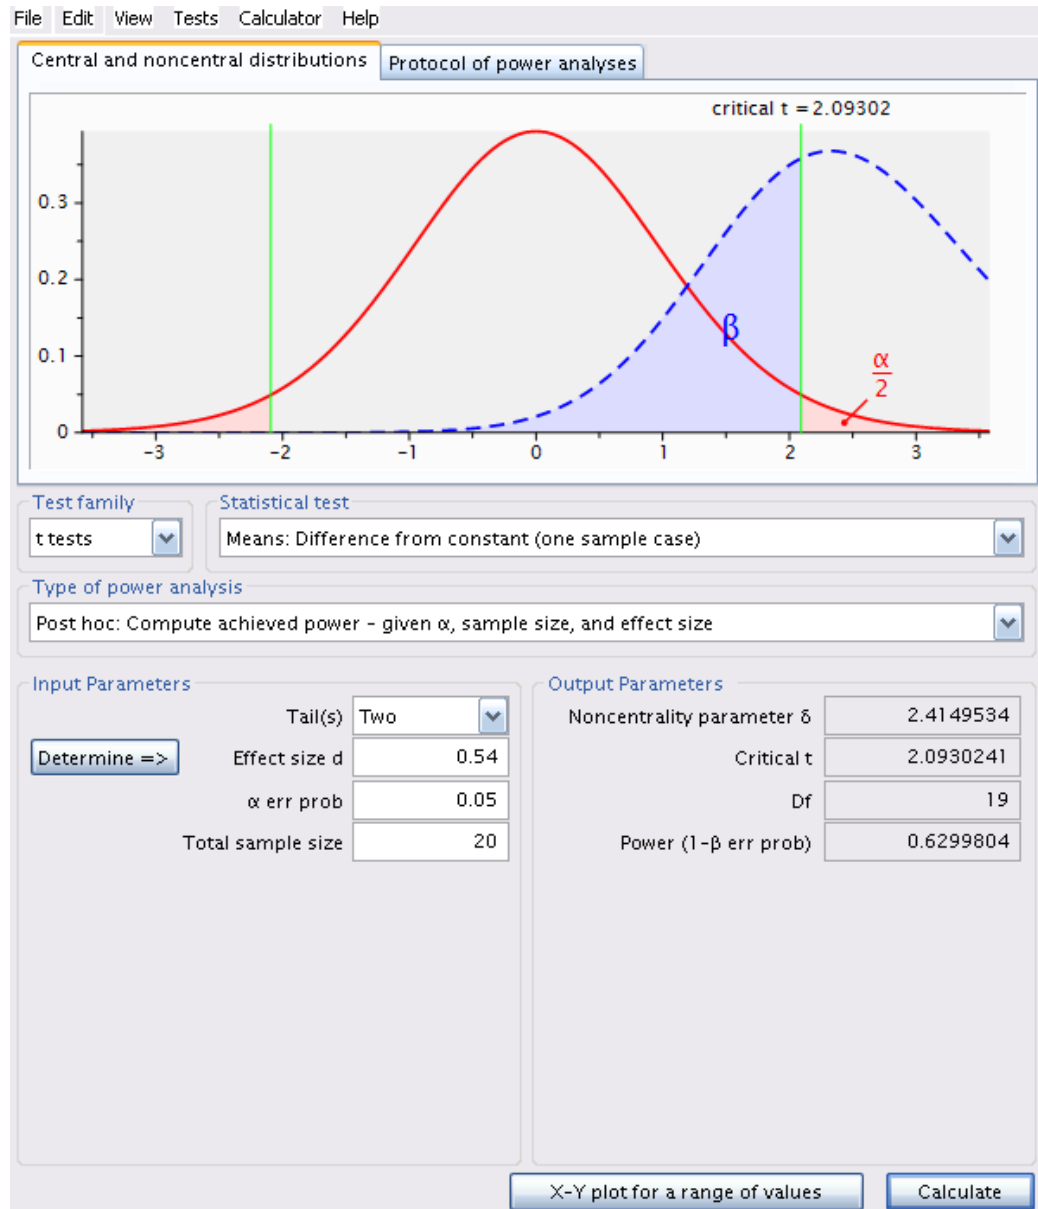 File Edit View Tests Calculator Help
Central and noncentral distributions Protocol of power analyses
critical t = 2.09302
0.3
0.2
β
0.1
α
2
0
-3 -2 -1 0 1 2 3
Test family Statistical test
t tests Means: Difference from constant (one sample case)
Type of power analysis
Post hoc: Compute achieved power - given α, sample size, and effect size
Input Parameters Output Parameters
Tail(s) Two Noncentrality parameter δ 2.4149534
Determine => Effect size d 0.54 Critical t 2.0930241
α err prob 0.05 Df 19
Total sample size 20 Power (1-β err prob) 0.6299804
X-Y plot for a range of values Calculate